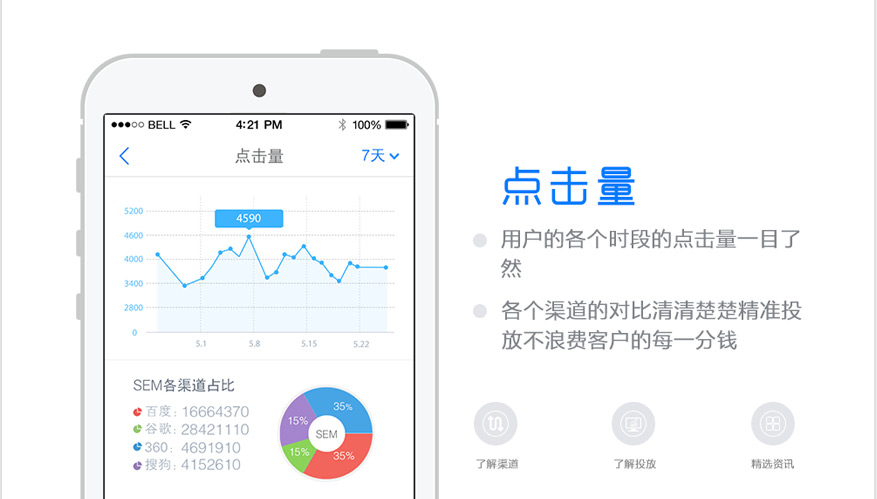 BELL
4:21 PM
100%
点击量
7天
4590
5200
4600
4000
3400
2800
0
5.1
5.8
5.15
5.22
SEM各渠道占比
百度：16664370
谷歌：28421110
360：4691910
搜狗：4152610
35%
15%
SEM
15%
35%
点击量
用户的各个时段的点击量一目了
然
各个渠道的对比清清楚楚精准投
放不浪费客户的每一分钱
了解渠道
了解投放
精选资讯